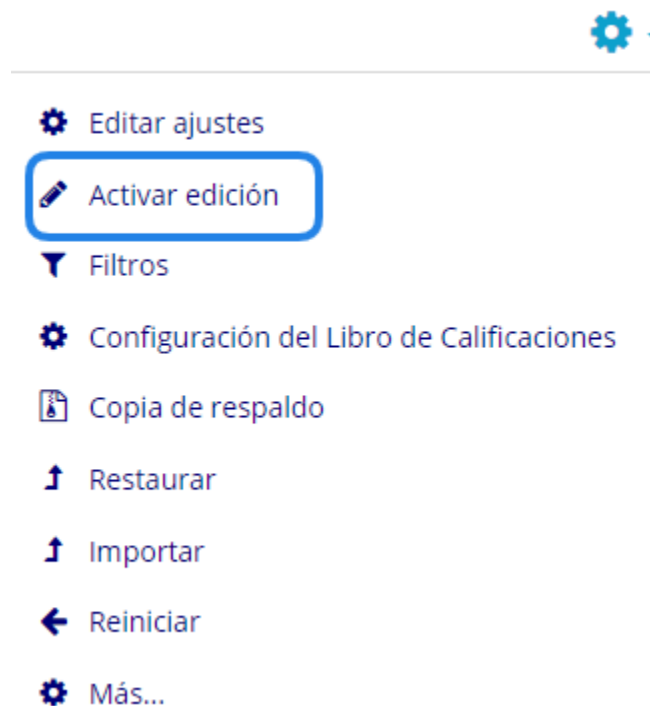 Editar ajustes
Activar edición
Filtros
Configuración del Libro de Calificaciones
Copia de respaldo
Restaurar
Importar
Reiniciar
Más...